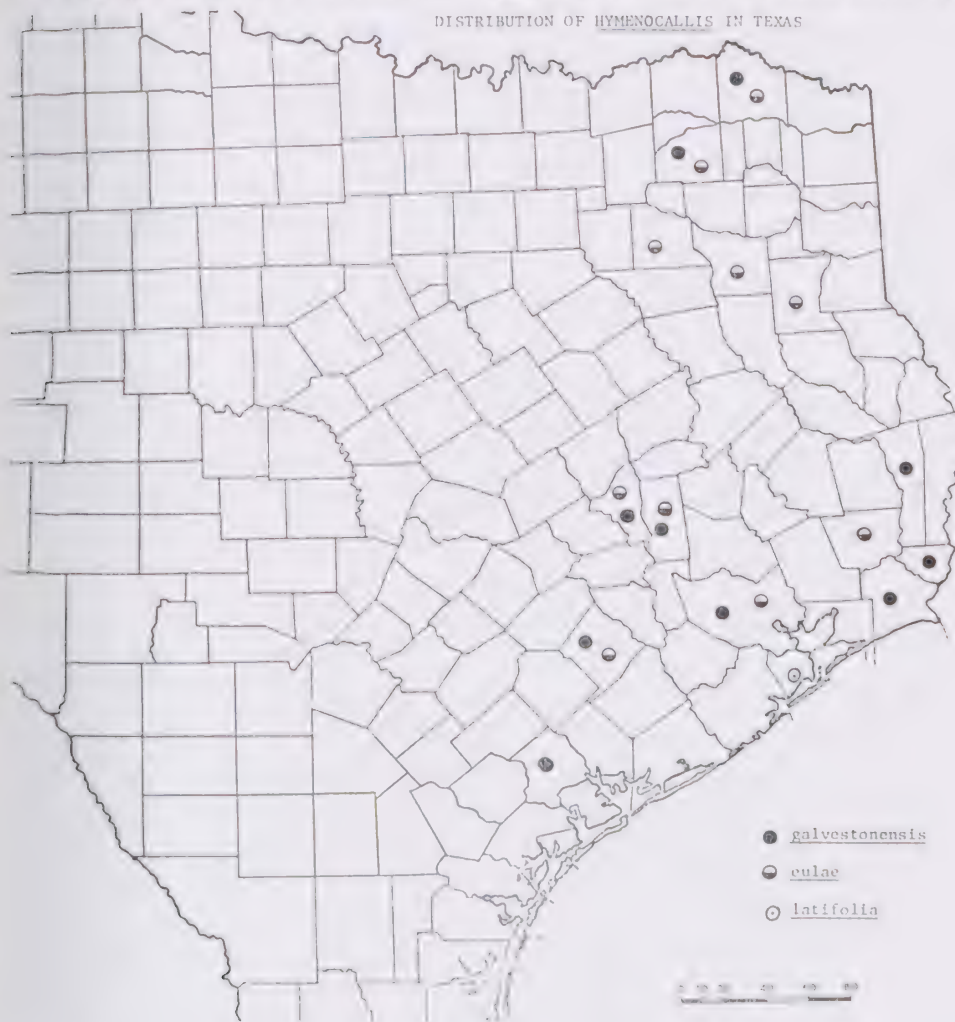 DISTRIBUTION OF HYMENOCALLIS IN TEXAS
galvestonensis
eulae
latifolia